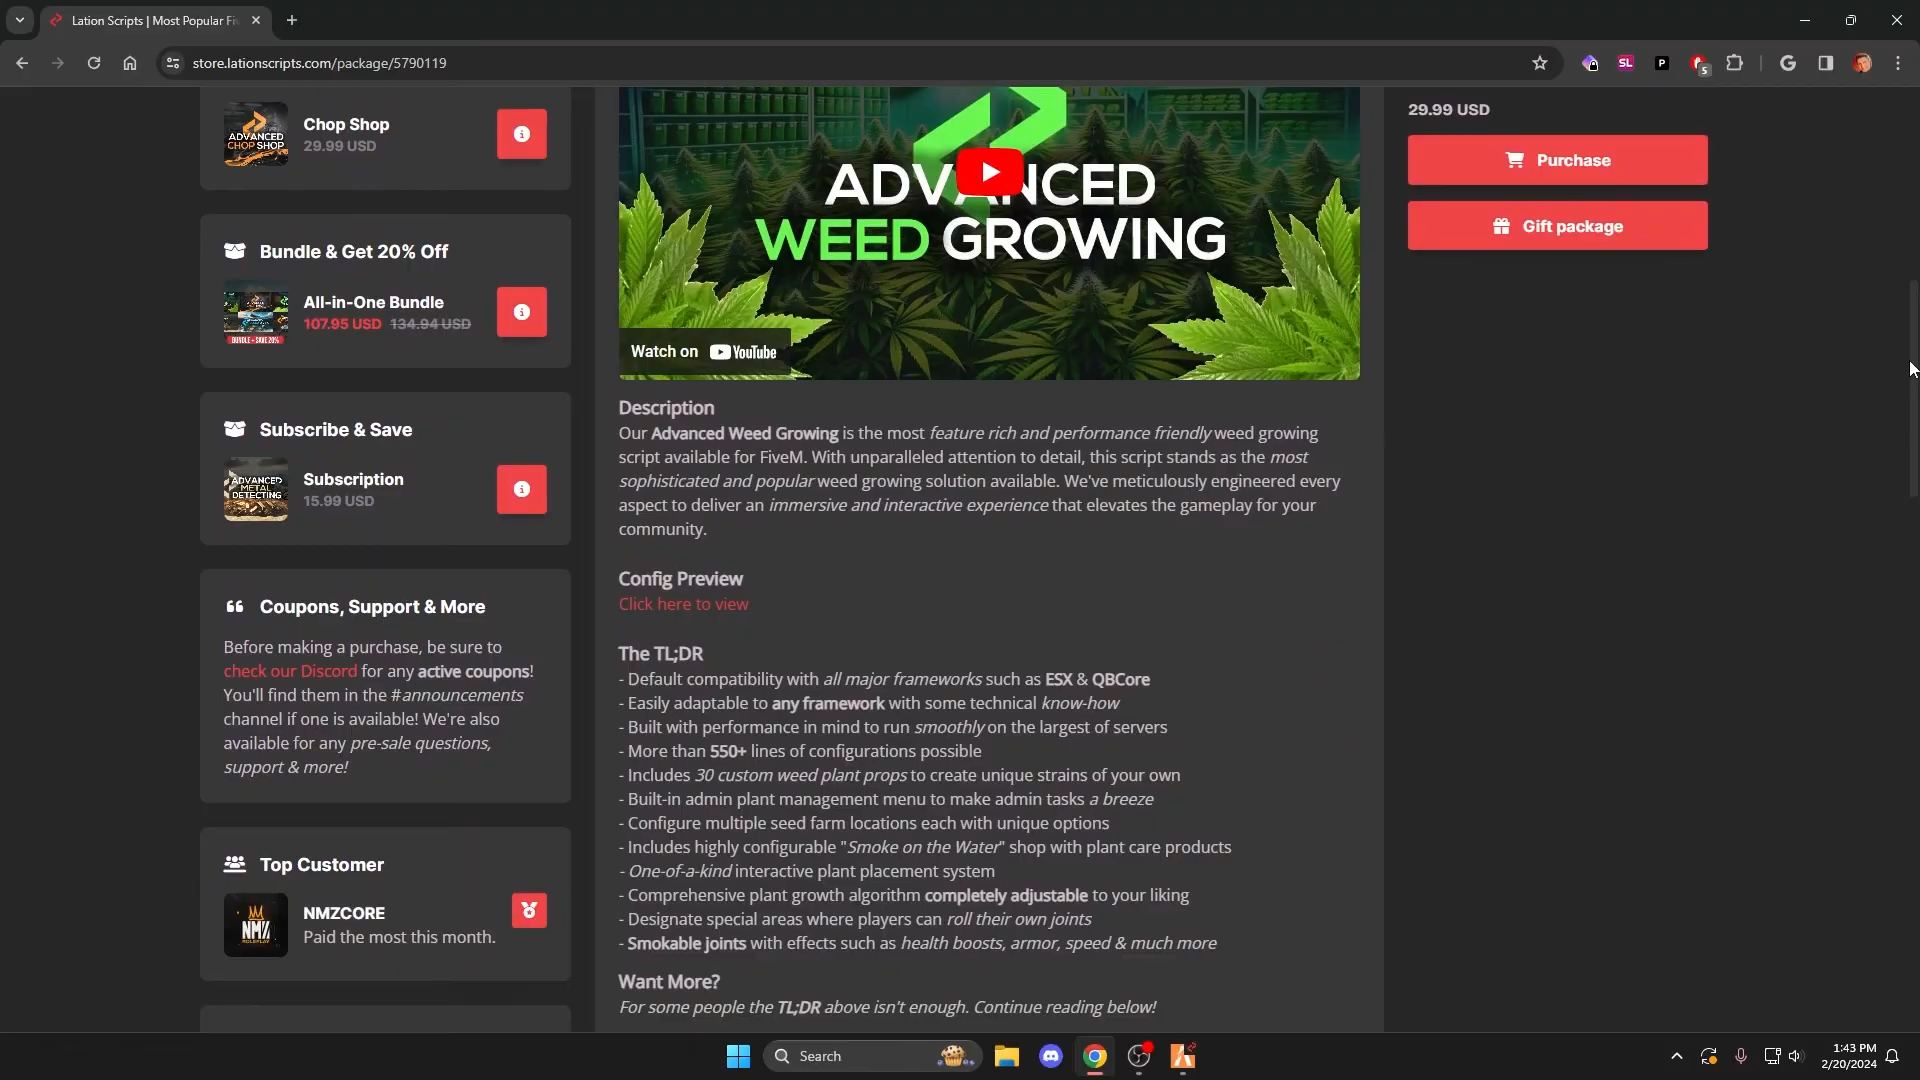 Lation Scripts | Most Popular Fi
store.lationscripts.com/package/5790119
SL
P
5
ADVANCED
CHOP SHOP
Chop Shop
29.99 USD
Bundle & Get 20% Off
All-in-One Bundle
107.95 USD 134.94 USD
BUNDLE + SAVE 20%
Subscribe & Save
ADVANCED
METAL
DETECTING
Subscription
15.99 USD
Coupons, Support & More
Before making a purchase, be sure to
check our Discord for any active coupons!
You'll find them in the #announcements
channel if one is available! We're also
available for any pre-sale questions,
support & more!
Top Customer
NMZ
ROLEPLAY
NMZCORE
Paid the most this month.
ADVANCED
WEED GROWING
Watch on YouTube
Description
Our Advanced Weed Growing is the most feature rich and performance friendly weed growing
script available for FiveM. With unparalleled attention to detail, this script stands as the most
sophisticated and popular weed growing solution available. We've meticulously engineered every
aspect to deliver an immersive and interactive experience that elevates the gameplay for your
community.
Config Preview
Click here to view
The TL;DR
- Default compatibility with all major frameworks such as ESX & QBCore
- Easily adaptable to any framework with some technical know-how
- Built with performance in mind to run smoothly on the largest of servers
- More than 550+ lines of configurations possible
- Includes 30 custom weed plant props to create unique strains of your own
- Built-in admin plant management menu to make admin tasks a breeze
- Configure multiple seed farm locations each with unique options
- Includes highly configurable "Smoke on the Water" shop with plant care products
- One-of-a-kind interactive plant placement system
- Comprehensive plant growth algorithm completely adjustable to your liking
- Designate special areas where players can roll their own joints
- Smokable joints with effects such as health boosts, armor, speed & much more
Want More?
For some people the TL;DR above isn't enough. Continue reading below!
29.99 USD
Purchase
Gift package
Search
1:43 PM
2/20/2024